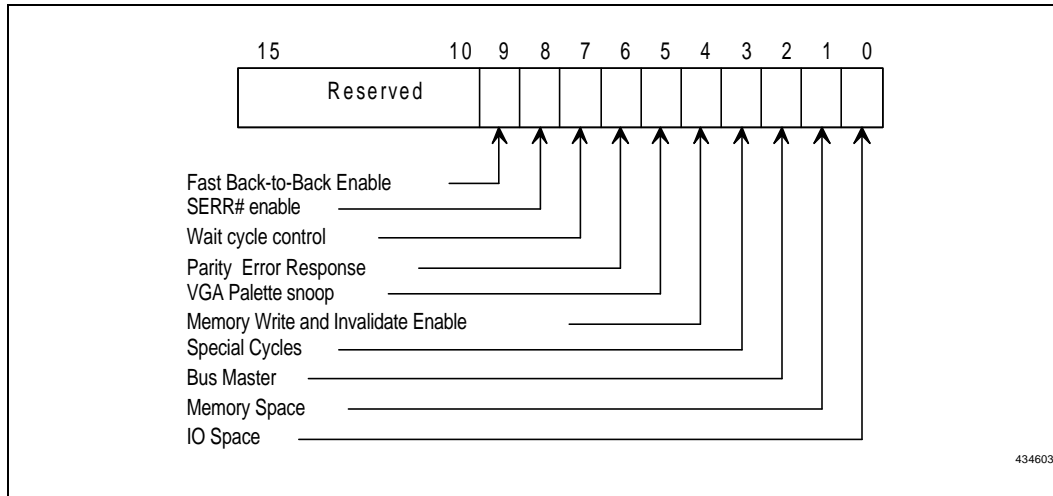 15 10 9 8 7 6 5 4 3 2 1 0
Reserved
Fast Back-to-Back Enable
SERR# enable
Wait cycle control
Parity Error Response
VGA Palette snoop
Memory Write and Invalidate Enable
Special Cycles
Bus Master
Memory Space
IO Space
434603